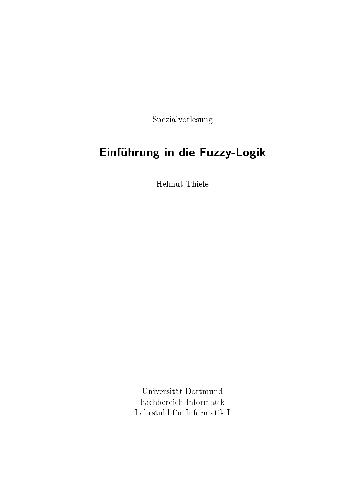 Spezialvorlesung
Einführung in die Fuzzy-Logik
Helmut Thiele
Universität Dortmund
Fachbereich Informatik
Lehrstuhl für Informatik I